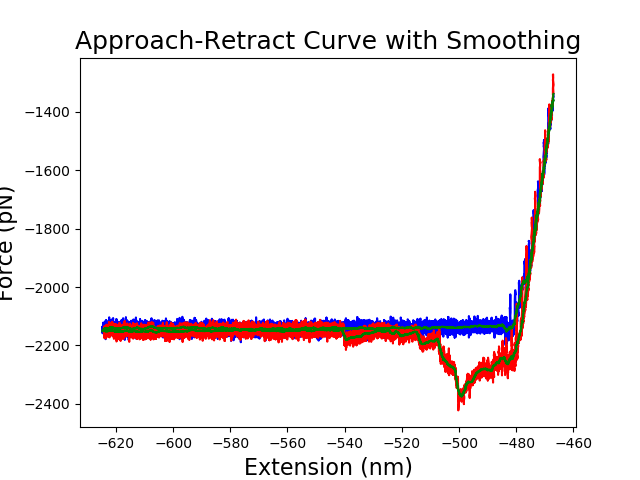 Approach-Retract Curve with Smoothing
Force (pN)
−1400
−1600
−1800
−2000
−2200
−2400
−620 −600 −580 −560 −540 −520 −500 −480 −460
Extension (nm)